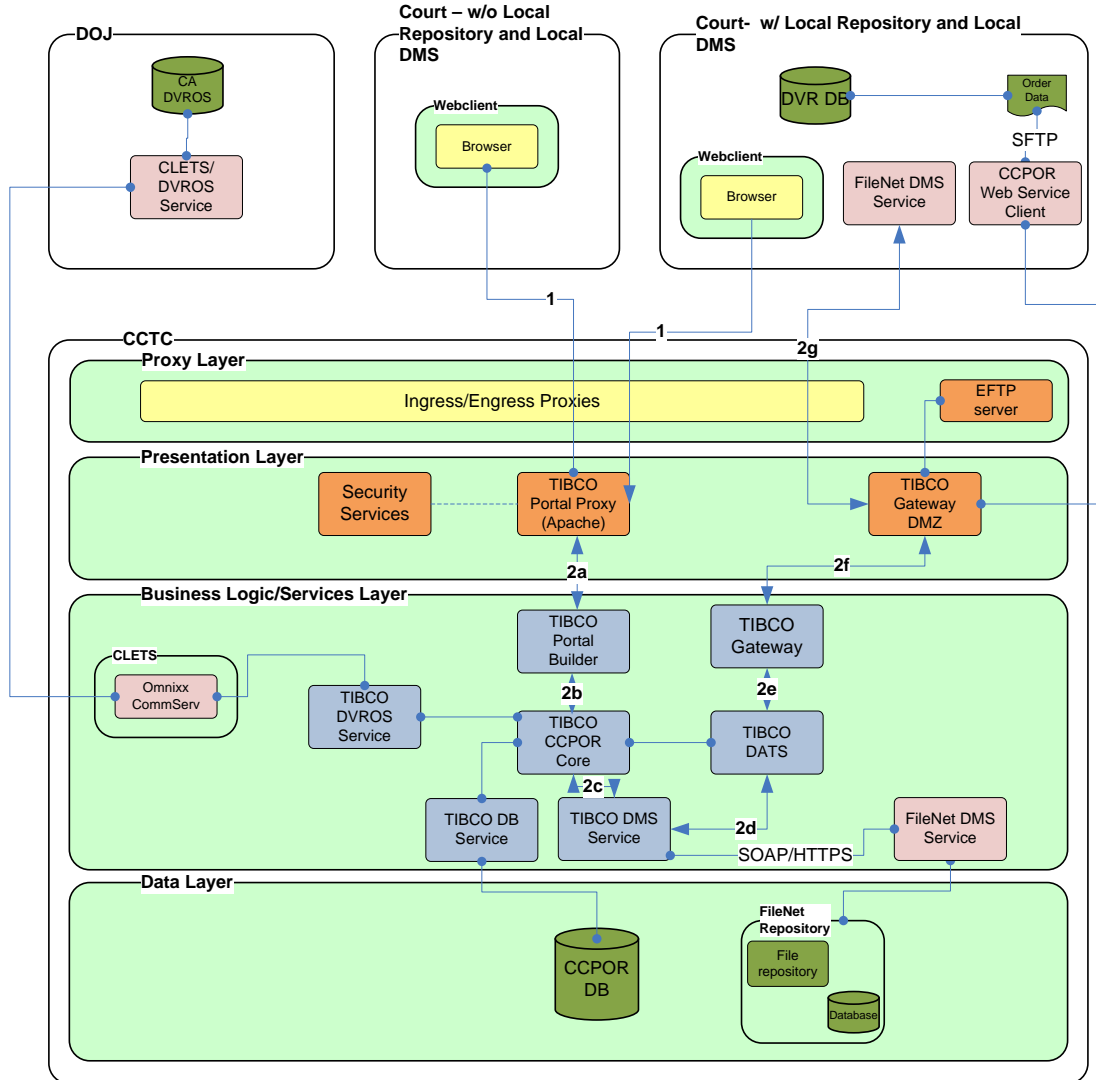 DOJ
CA
DVROS
CLETS/
DVROS
Service
Court – w/o Local
Repository and Local
DMS
Webclient
Browser
Court- w/ Local Repository and Local
DMS
DVR DB
Order
Data
SFTP
Webclient
Browser
FileNet DMS
Service
CCPOR
Web Service
Client
1
1
2g
CCTC
Proxy Layer
Ingress/Engress Proxies
EFTP
server
Presentation Layer
Security
Services
TIBCO
Portal Proxy
(Apache)
TIBCO
Gateway
DMZ
2a
2f
Business Logic/Services Layer
TIBCO
Portal
Builder
TIBCO
Gateway
CLETS
Omnixx
CommServ
2b
2e
TIBCO
DVROS
Service
TIBCO
CCPOR
Core
TIBCO
DATS
2c
TIBCO DB
Service
TIBCO DMS
Service
2d
SOAP/HTTPS
FileNet DMS
Service
Data Layer
CCPOR
DB
FileNet
Repository
File
repository
Database